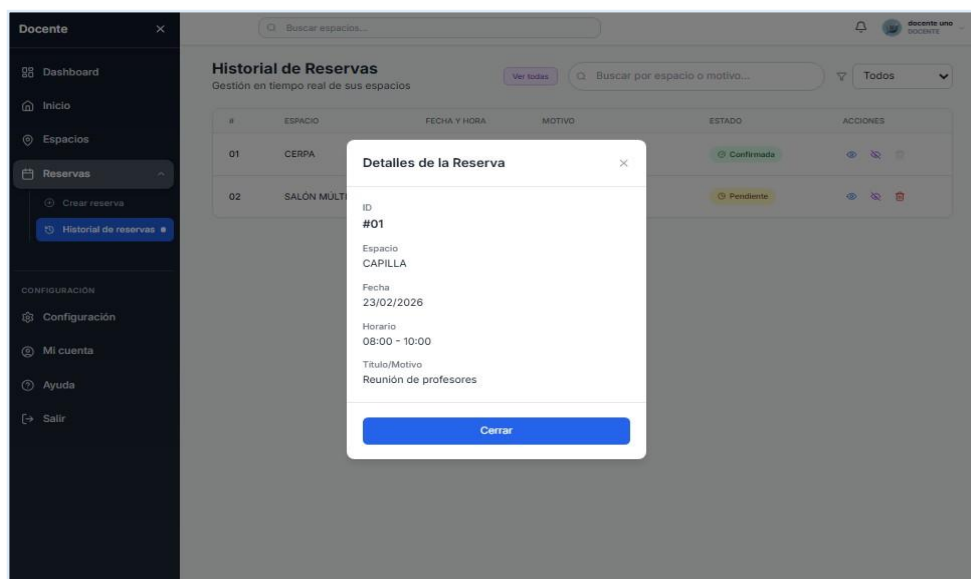 Docente
Buscar espacios...
docente uno
DOCENTE
Dashboard
Inicio
Espacios
Reservas
Crear reserva
Historial de reservas
CONFIGURACIÓN
Configuración
Mi cuenta
Ayuda
Salir
Historial de Reservas
Gestión en tiempo real de sus espacios
Ver todas
Buscar por espacio o motivo...
Todos
# ESPACIO FECHA Y HORA MOTIVO ESTADO ACCIONES
01 CERPA Confirmada
02 SALÓN MÚLTI Pendiente
Detalles de la Reserva
ID
#01
Espacio
CAPILLA
Fecha
23/02/2026
Horario
08:00 - 10:00
Título/Motivo
Reunión de profesores
Cerrar